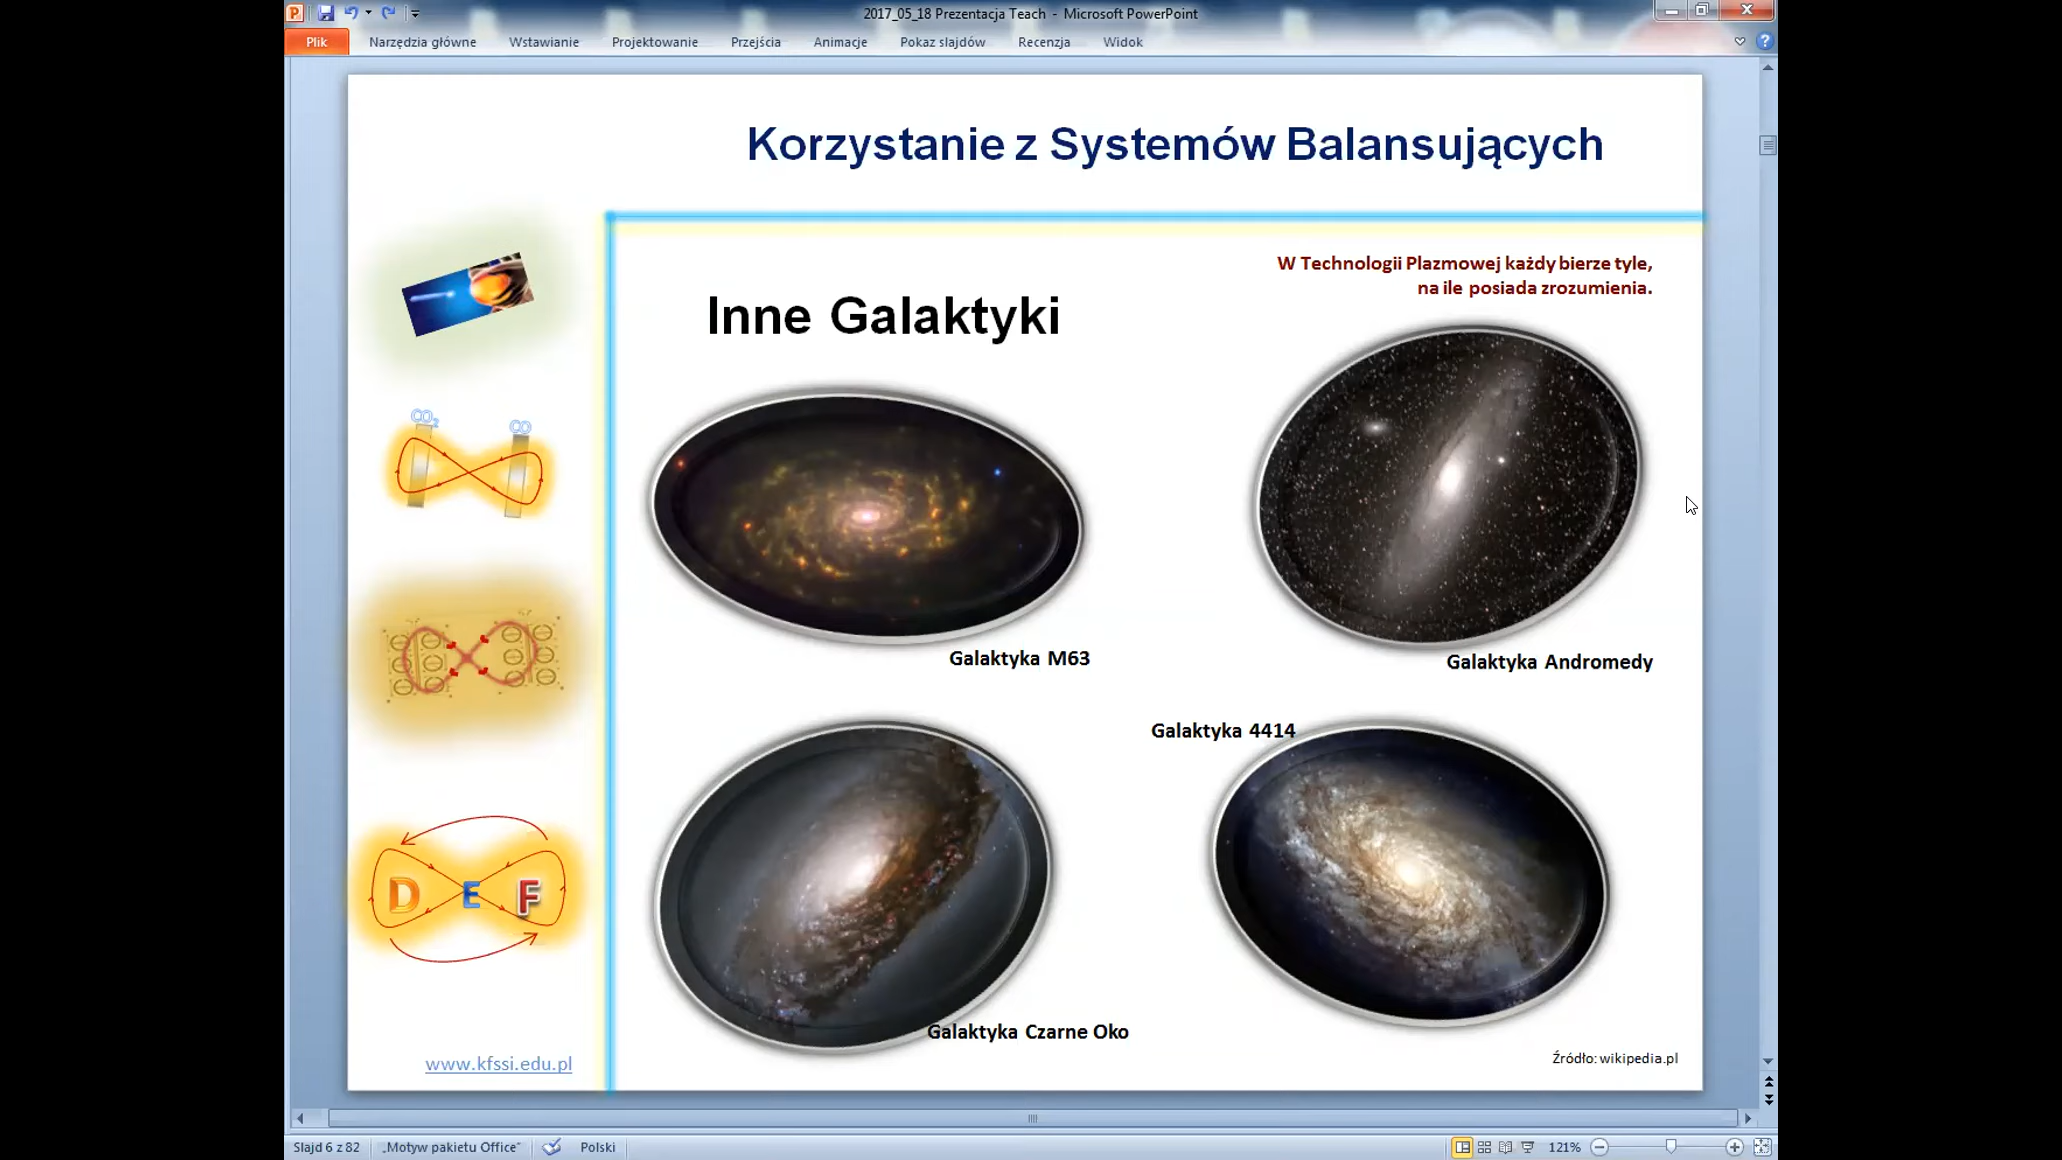 2017_05_18 Prezentacja Teach - Microsoft PowerPoint
Plik Narzędzia główne Wstawianie Projektowanie Przejścia Animacje Pokaz slajdów Recenzja Widok
Korzystanie z Systemów Balansujących
W Technologii Plazmowej każdy bierze tyle,
na ile posiada zrozumienia.
Inne Galaktyki
CO2
CO
Galaktyka M63
Galaktyka Andromedy
Galaktyka 4414
D E F
Galaktyka Czarne Oko
Źródło: wikipedia.pl
www.kfssi.edu.pl
Slajd 6 z 82 „Motyw pakietu Office” Polski 121%